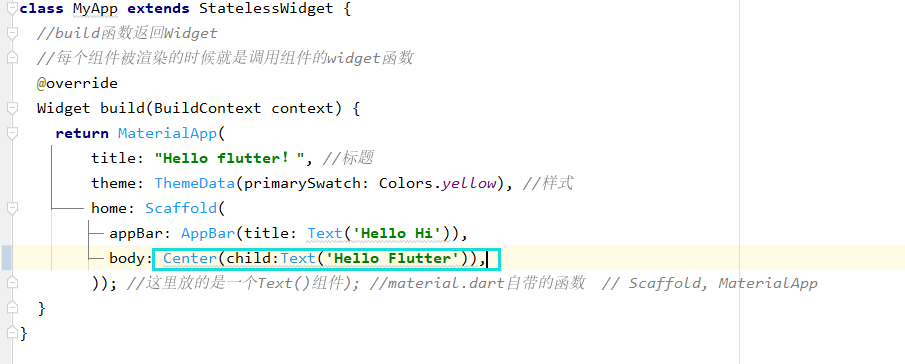 class MyApp extends StatelessWidget {
//build函数返回Widget
//每个组件被渲染的时候就是调用组件的widget函数
@override
Widget build(BuildContext context) {
return MaterialApp(
title: "Hello flutter！", //标题
theme: ThemeData(primarySwatch: Colors.yellow), //样式
home: Scaffold(
appBar: AppBar(title: Text('Hello Hi')),
body: Center(child:Text('Hello Flutter')),
)); //这里放的是一个Text()组件); //material.dart自带的函数  // Scaffold, MaterialApp
}
}